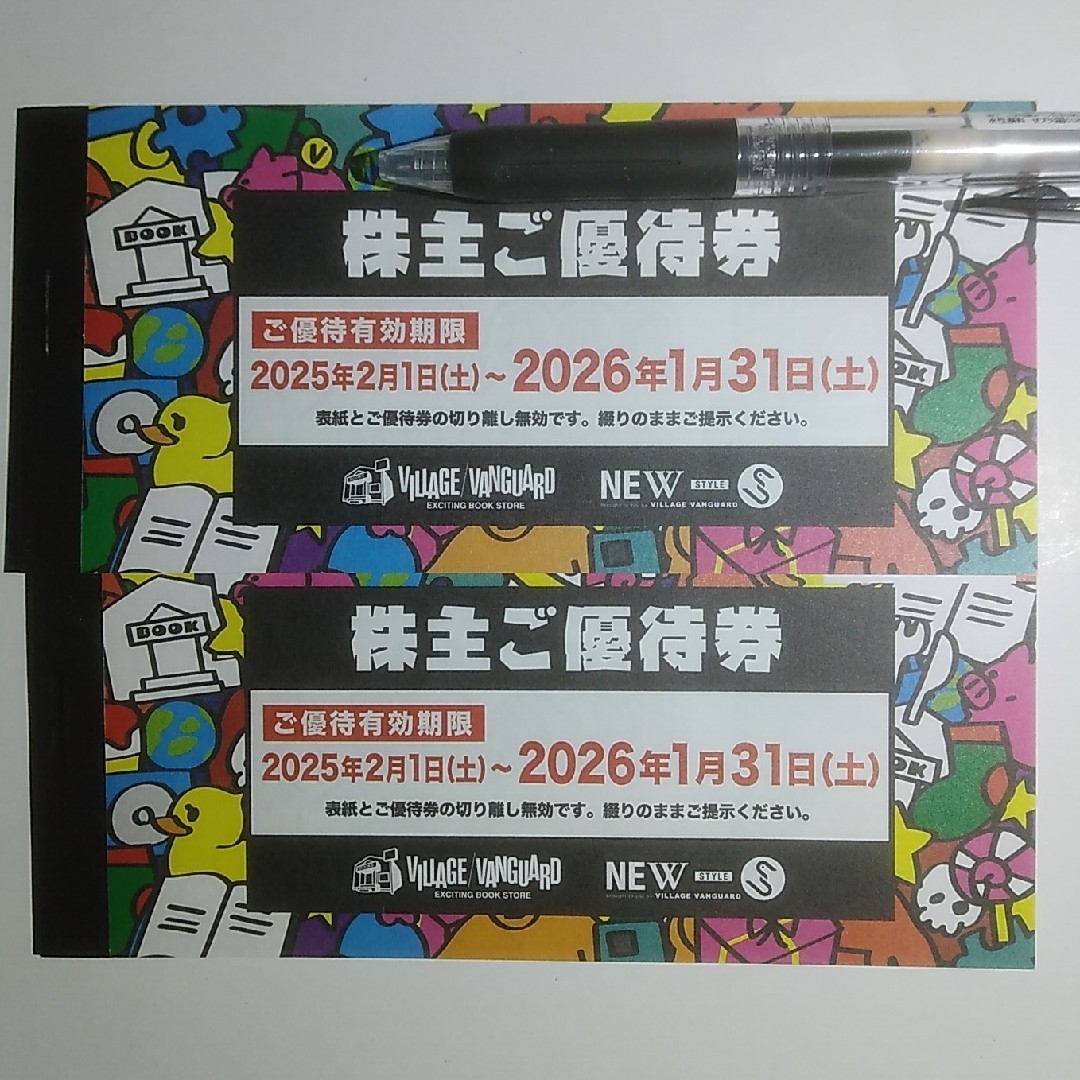 水性顔料
BOOK
株主ご優待券
ご優待有効期限
2025年2月1日(土)~2026年1月31日(土)
表紙とご優待券の切り離し無効です。綴りのままご提示ください。
VILLAGE/VANGUARD
EXCITING BOOK STORE
NEW STYLE
VILLAGE VANGUARD
BOOK
株主ご優待券
ご優待有効期限
2025年2月1日(土)~2026年1月31日(土)
表紙とご優待券の切り離し無効です。綴りのままご提示ください。
VILLAGE/VANGUARD
EXCITING BOOK STORE
NEW STYLE
VILLAGE VANGUARD